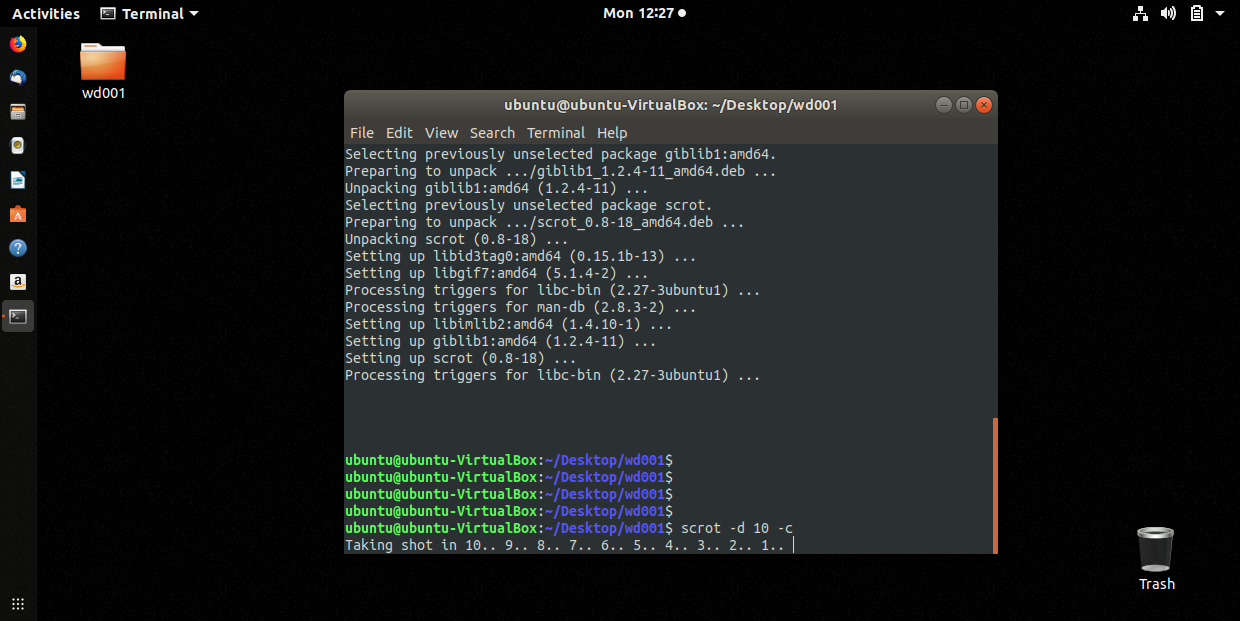 Activities Terminal Mon 12:27
wd001
ubuntu@ubuntu-VirtualBox: ~/Desktop/wd001
File Edit View Search Terminal Help
Selecting previously unselected package giblib1:amd64.
Preparing to unpack .../giblib1_1.2.4-11_amd64.deb ...
Unpacking giblib1:amd64 (1.2.4-11) ...
Selecting previously unselected package scrot.
Preparing to unpack .../scrot_0.8-18_amd64.deb ...
Unpacking scrot (0.8-18) ...
Setting up libid3tag0:amd64 (0.15.1b-13) ...
Setting up libgif7:amd64 (5.1.4-2) ...
Processing triggers for libc-bin (2.27-3ubuntu1) ...
Processing triggers for man-db (2.8.3-2) ...
Setting up libimlib2:amd64 (1.4.10-1) ...
Setting up giblib1:amd64 (1.2.4-11) ...
Setting up scrot (0.8-18) ...
Processing triggers for libc-bin (2.27-3ubuntu1) ...
ubuntu@ubuntu-VirtualBox:~/Desktop/wd001$
ubuntu@ubuntu-VirtualBox:~/Desktop/wd001$
ubuntu@ubuntu-VirtualBox:~/Desktop/wd001$
ubuntu@ubuntu-VirtualBox:~/Desktop/wd001$
ubuntu@ubuntu-VirtualBox:~/Desktop/wd001$ scrot -d 10 -c
Taking shot in 10.. 9.. 8.. 7.. 6.. 5.. 4.. 3.. 2.. 1..
Trash